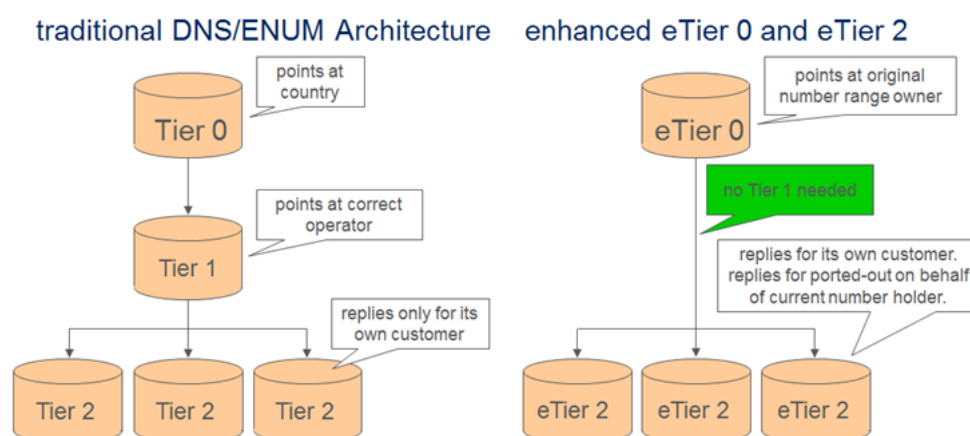 traditional DNS/ENUM Architecture
points at
country
Tier 0
points at correct
operator
Tier 1
replies only for its
own customer
Tier 2
Tier 2
Tier 2
enhanced eTier 0 and eTier 2
points at original
number range owner
eTier 0
no Tier 1 needed
replies for its own customer.
replies for ported-out on behalf
of current number holder.
eTier 2
eTier 2
eTier 2